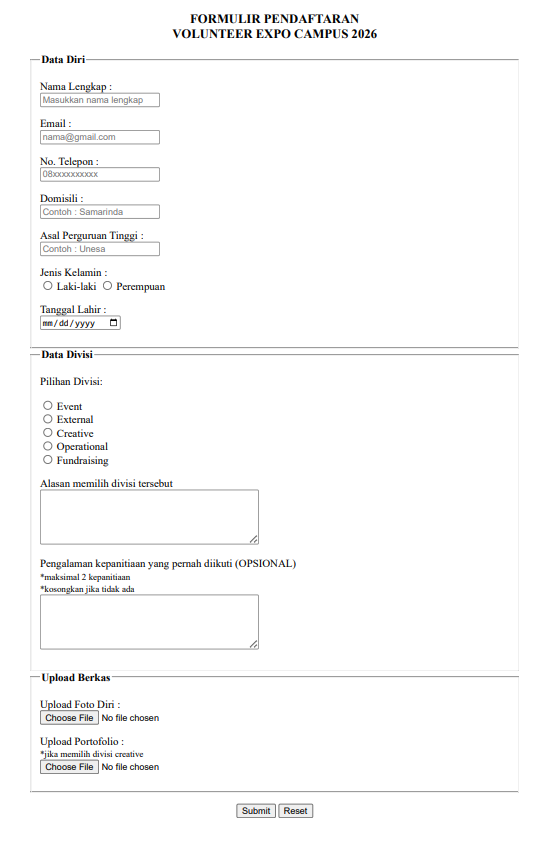 FORMULIR PENDAFTARAN
VOLUNTEER EXPO CAMPUS 2026
Data Diri
Nama Lengkap :
Masukkan nama lengkap
Email :
nama@gmail.com
No. Telepon :
08xxxxxxxxxx
Domisili :
Contoh : Samarinda
Asal Perguruan Tinggi :
Contoh : Unesa
Jenis Kelamin :
Laki-laki Perempuan
Tanggal Lahir :
mm/dd/yyyy
Data Divisi
Pilihan Divisi:
Event
External
Creative
Operational
Fundraising
Alasan memilih divisi tersebut
Pengalaman kepanitiaan yang pernah diikuti (OPSIONAL)
*maksimal 2 kepanitiaan
*kosongkan jika tidak ada
Upload Berkas
Upload Foto Diri :
Choose File No file chosen
Upload Portofolio :
*jika memilih divisi creative
Choose File No file chosen
Submit Reset